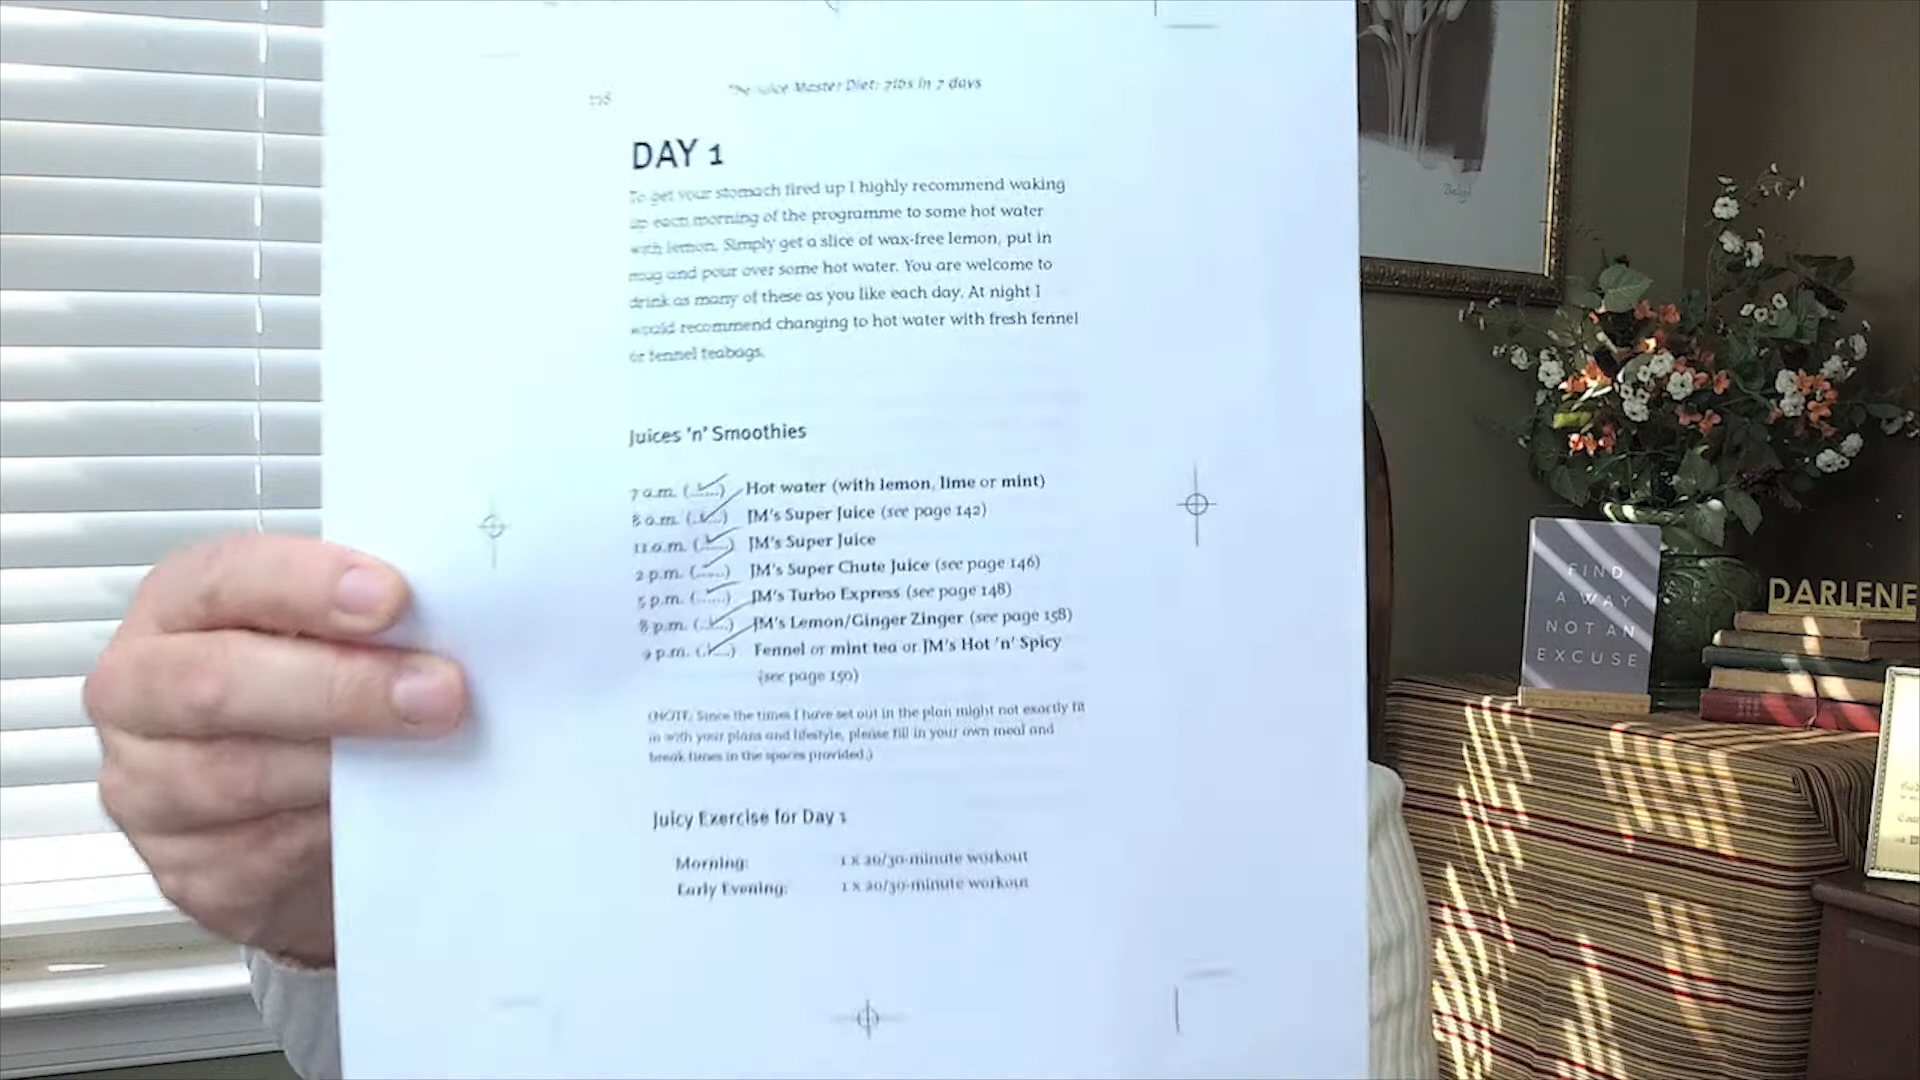 Juice Master Diet: 7lbs in 7 days
DAY 1
To get your stomach fired up I highly recommend waking
up each morning of the programme to some hot water
with lemon. Simply get a slice of wax-free lemon, put in
mug and pour over some hot water. You are welcome to
drink as many of these as you like each day. At night I
would recommend changing to hot water with fresh fennel
or fennel teabags.
Juices 'n' Smoothies
7 a.m. (......) Hot water (with lemon, lime or mint)
8 a.m. (......) JM's Super Juice (see page 142)
11 a.m. (......) JM's Super Juice
2 p.m. (......) JM's Super Chute Juice (see page 146)
5 p.m. (......) JM's Turbo Express (see page 148)
8 p.m. (......) JM's Lemon/Ginger Zinger (see page 158)
9 p.m. (......) Fennel or mint tea or JM's Hot 'n' Spicy
(see page 150)
(NOTE: Since the times I have set out in the plan might not exactly fit
in with your plans and lifestyle, please fill in your own meal and
break times in the spaces provided.)
Juicy Exercise for Day 1
Morning: 1 x 20/30-minute workout
Early Evening: 1 x 20/30-minute workout
FIND
A WAY
NOT AN
EXCUSE
DARLENE